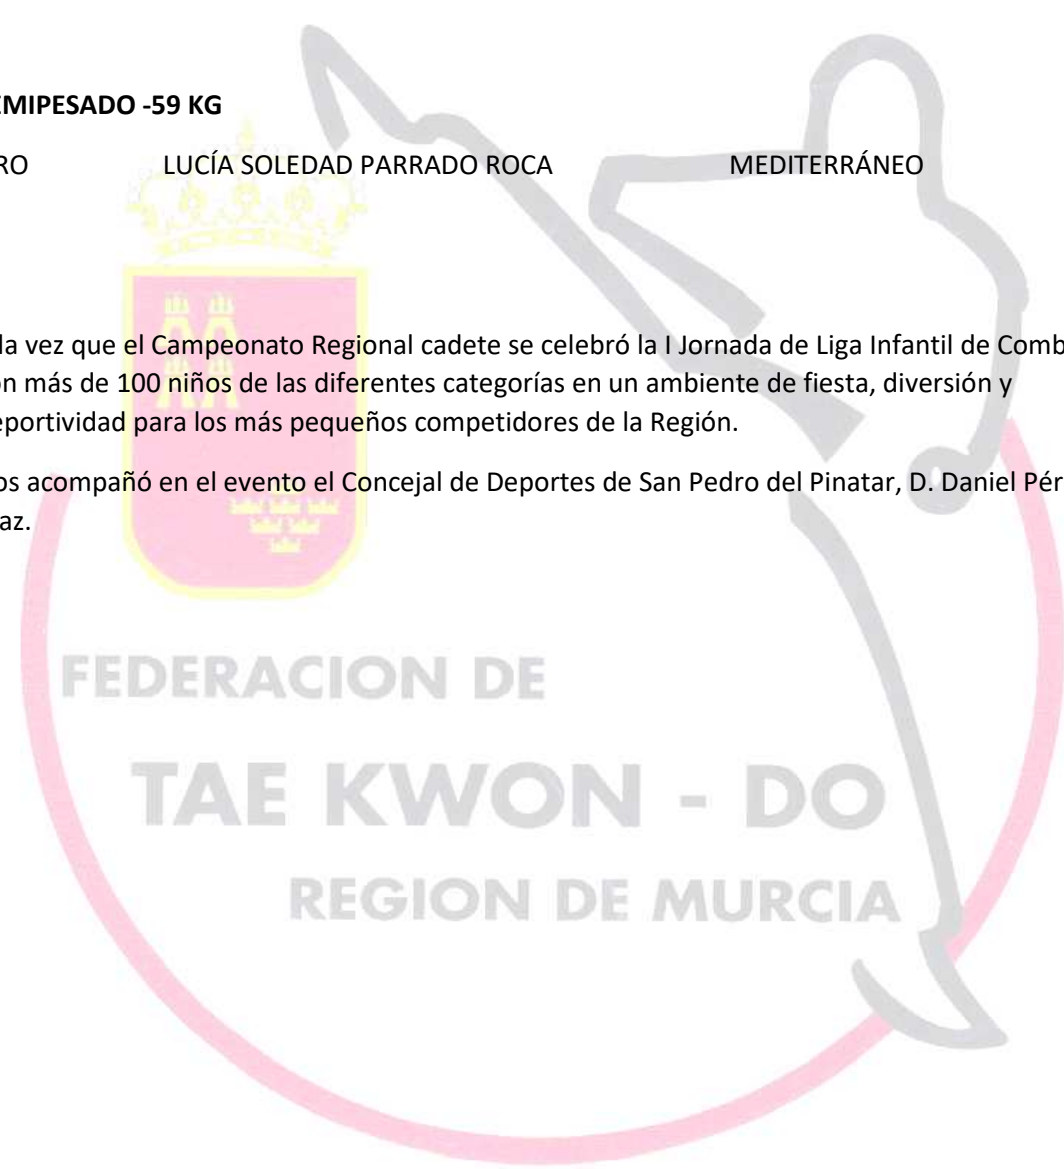 EMIPESADO -59 KG
RO LUCÍA SOLEDAD PARRADO ROCA MEDITERRÁNEO
la vez que el Campeonato Regional cadete se celebró la I Jornada de Liga Infantil de Comb
on más de 100 niños de las diferentes categorías en un ambiente de fiesta, diversión y
eportividad para los más pequeños competidores de la Región.
os acompañó en el evento el Concejal de Deportes de San Pedro del Pinatar, D. Daniel Pér
az.
FEDERACION DE
TAE KWON - DO
REGION DE MURCIA